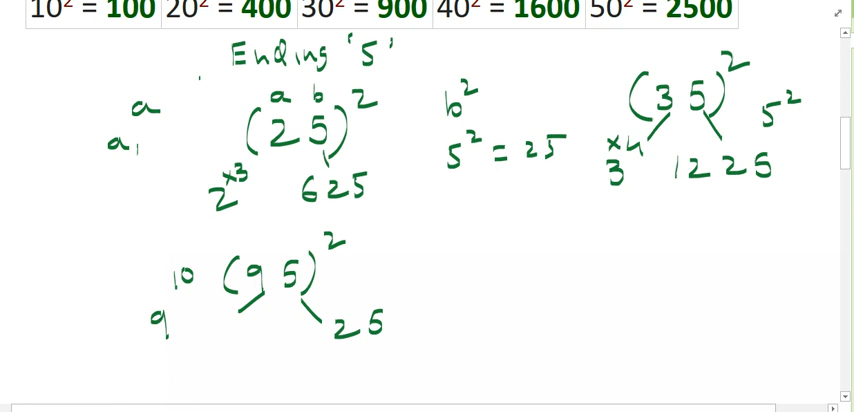 10² = 100 20² = 400 30² = 900 40² = 1600 50² = 2500
Ending '5'
a
a,
a b
(25)²
2 ×3 625
b²
5² = 25
(35)² 5²
3 ×4 1225
(95)²
9 10 25